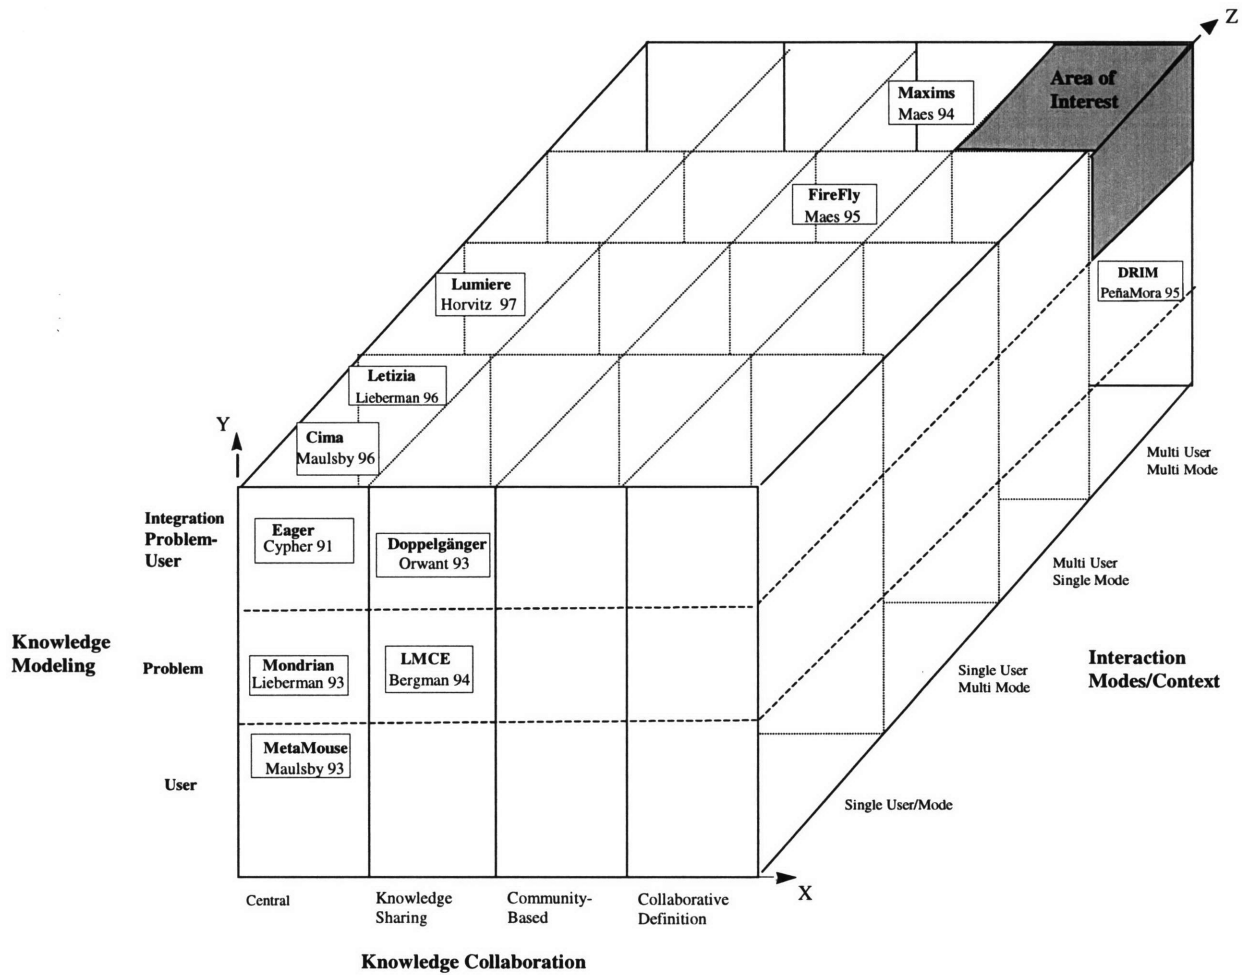 Z
Area of
Interest
Maxims
Maes 94
FireFly
Maes 95
DRIM
PeñaMora 95
Lumiere
Horvitz 97
Letizia
Lieberman 96
Cima
Maulsby 96
Y
Multi User
Multi Mode
Integration
Problem-
User
Eager
Cypher 91
Doppelgänger
Orwant 93
Multi User
Single Mode
Knowledge
Modeling
Problem
Mondrian
Lieberman 93
LMCE
Bergman 94
Single User
Multi Mode
Interaction
Modes/Context
MetaMouse
Maulsby 93
User
Single User/Mode
X
Central
Knowledge
Sharing
Community-
Based
Collaborative
Definition
Knowledge Collaboration